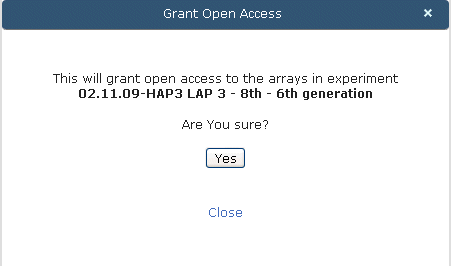 Grant Open Access ×
This will grant open access to the arrays in experiment
02.11.09-HAP3 LAP 3 - 8th - 6th generation
Are You sure?
Yes
Close